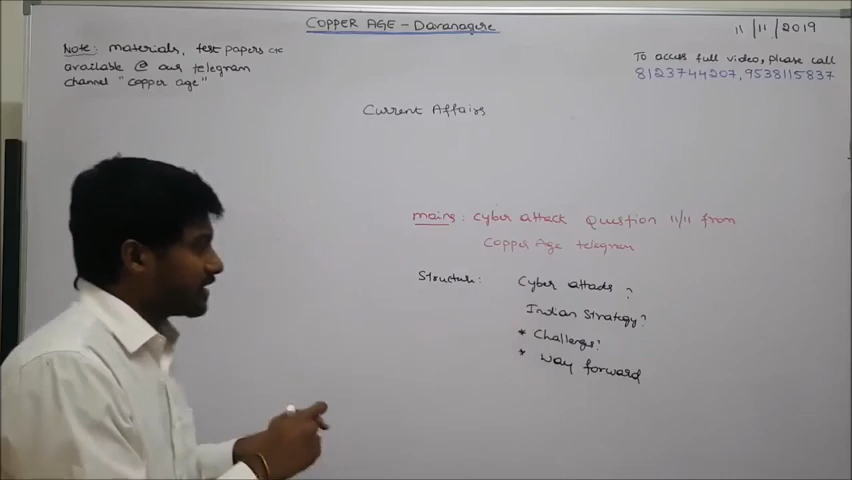 COPPER AGE - Davanagere
11/11/2019
Note: materials, test papers etc
available @ our telegram
channel "copper age"
To access full video, please call
8123744207, 9538115837
Current Affairs
mains: cyber attack Question 11/11 from
Copper Age telegram
Structure: Cyber attacks ?
Indian Strategy?
* Challenges?
* way forward